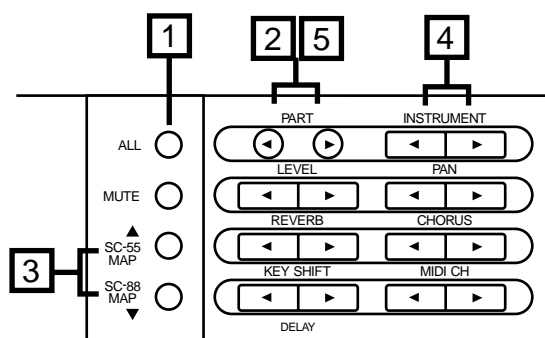 1
2 5
4
PART INSTRUMENT
ALL
LEVEL PAN
MUTE
REVERB CHORUS
3
SC-55
MAP
KEY SHIFT MIDI CH
SC-88
MAP
DELAY